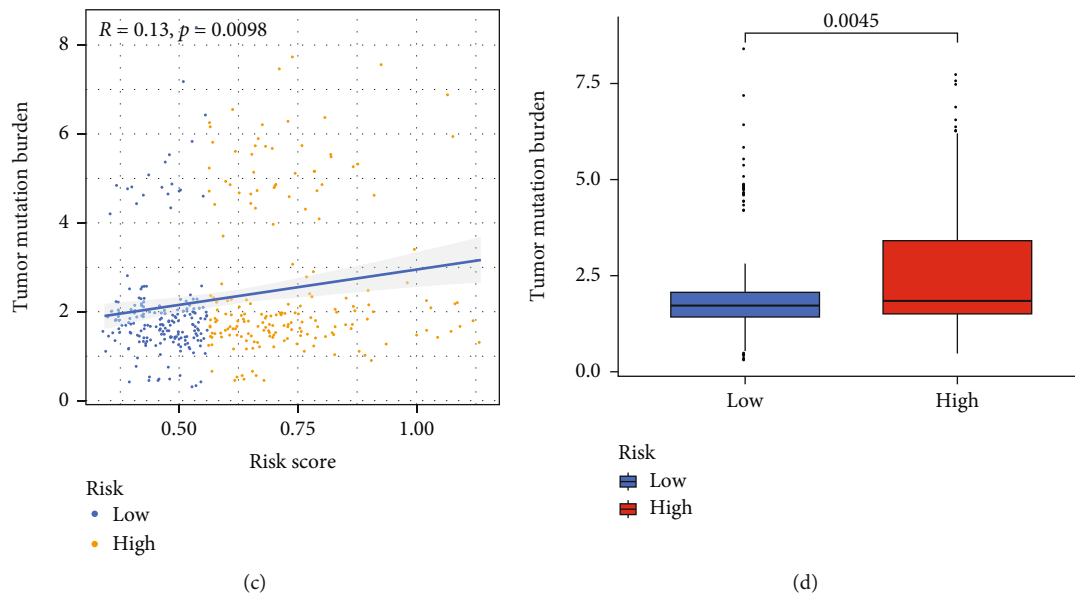 R = 0.13, p = 0.0098
8
6
4
2
0
Tumor mutation burden
0.50 0.75 1.00
Risk score
Risk
Low
High
(c)
0.0045
7.5
5.0
2.5
0.0
Tumor mutation burden
Low High
Risk
Low
High
(d)